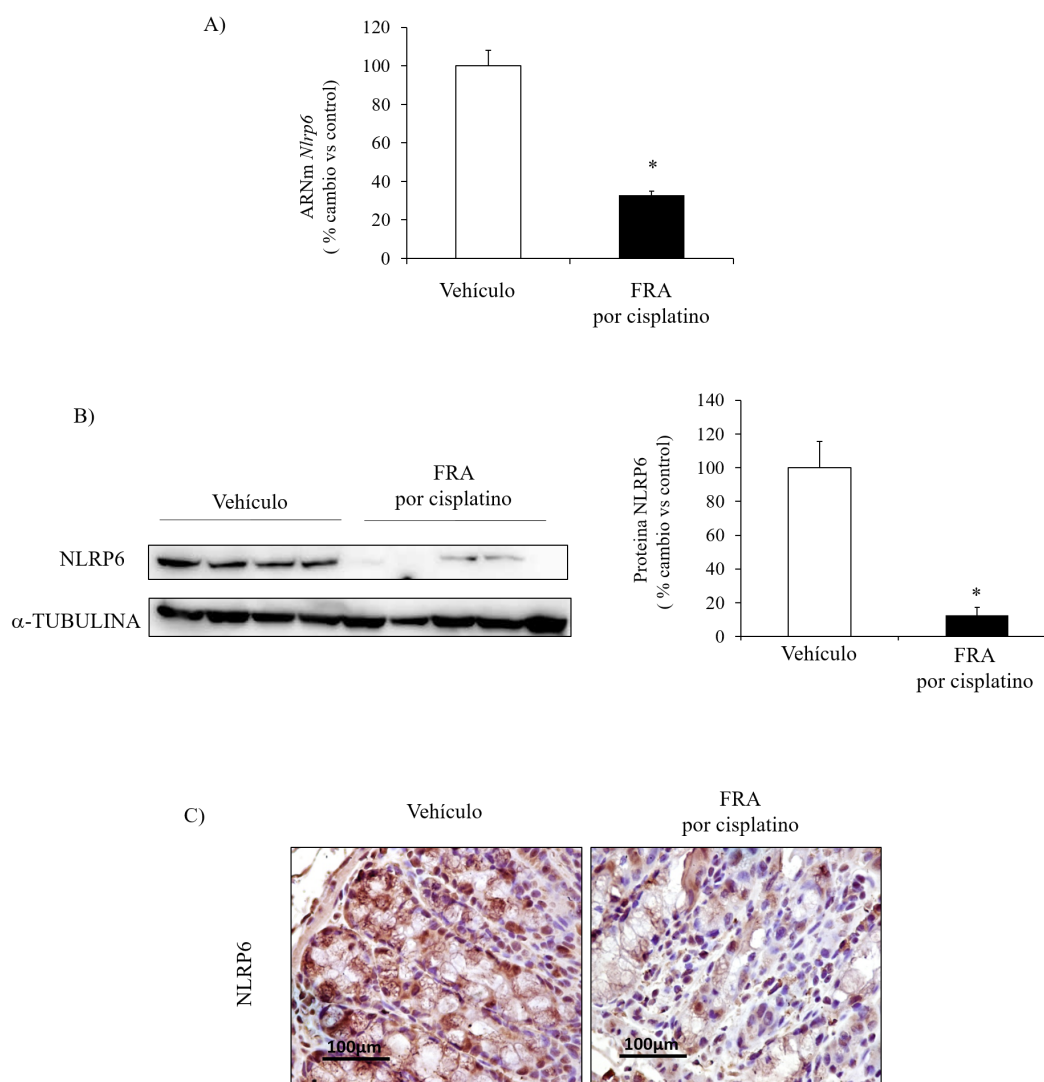 A)
120
100
80
60
40
20
0
ARNm Nlrp6
( % cambio vs control)
*
Vehículo
FRA
por cisplatino
B)
Vehículo
FRA
por cisplatino
NLRP6
α-TUBULINA
140
120
100
80
60
40
20
0
Proteina NLRP6
( % cambio vs control)
*
Vehículo
FRA
por cisplatino
C)
Vehículo
FRA
por cisplatino
NLRP6
100μm
100μm